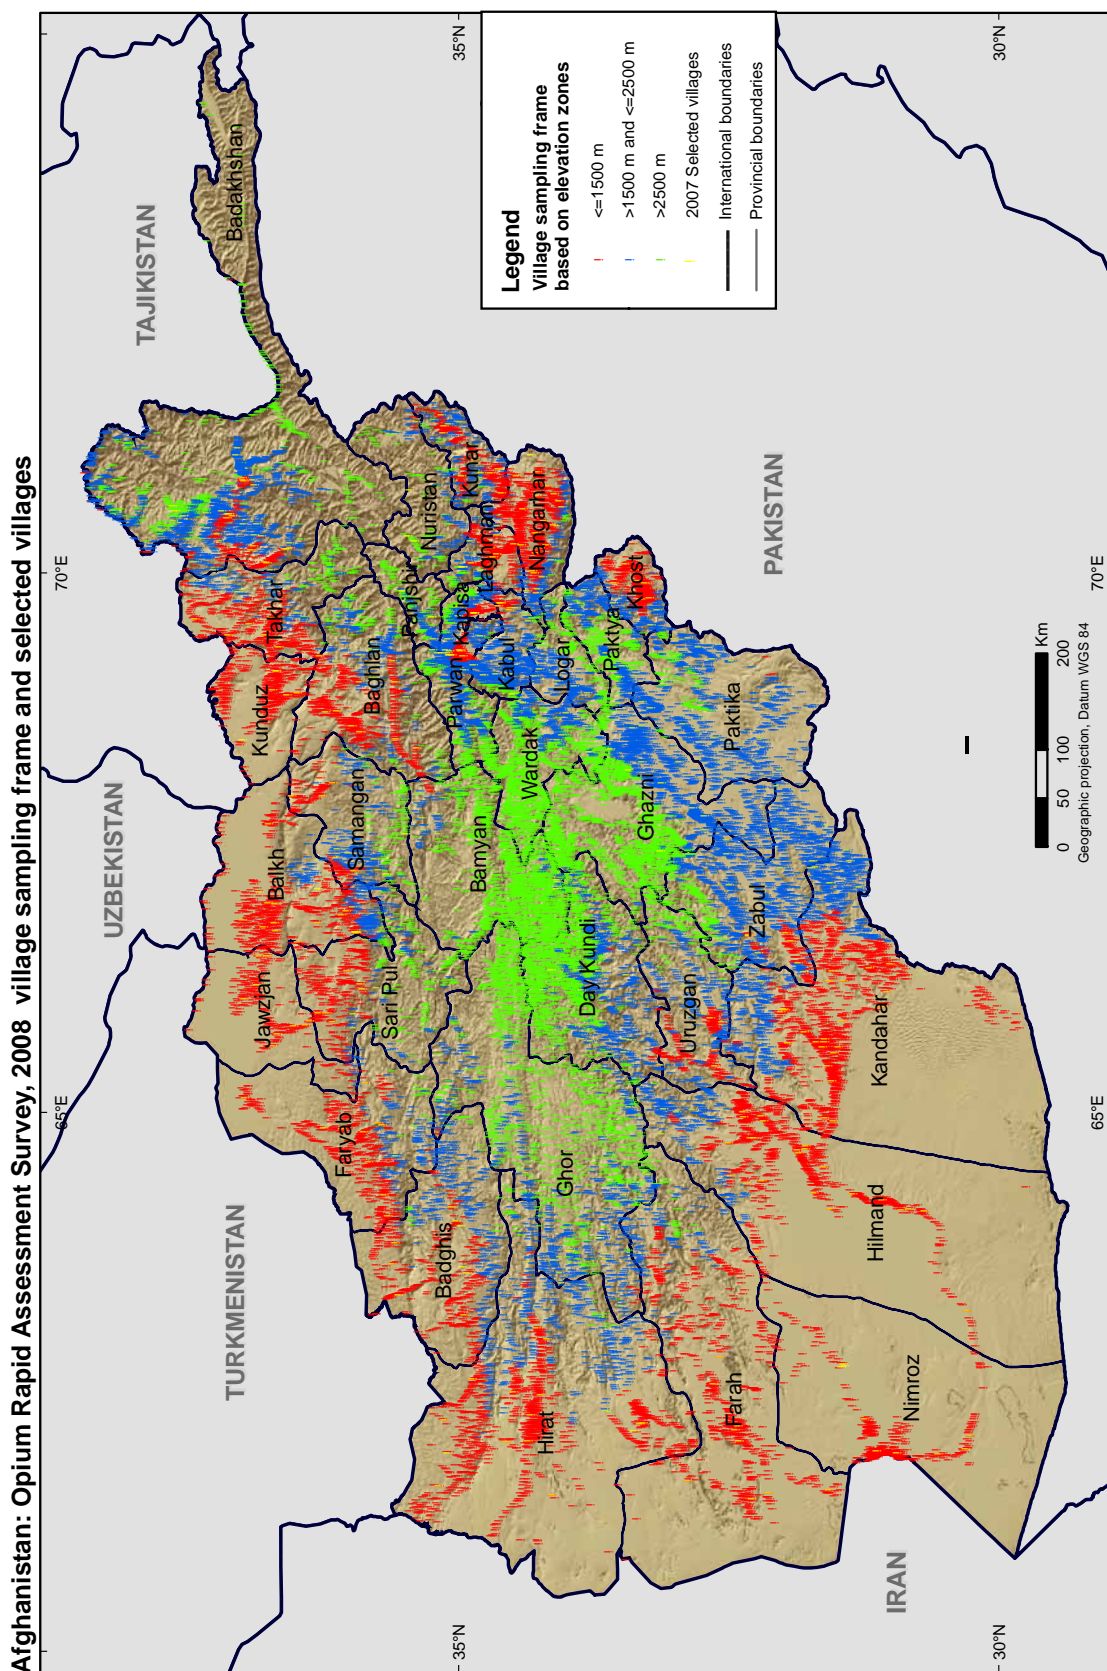 Afghanistan: Opium Rapid Assessment Survey, 2008 village sampling frame and selected villages
65°E
70°E
UZBEKISTAN
TAJIKISTAN
TURKMENISTAN
35°N
35°N
Badakhshan
Takhar
Kunduz
Balkh
Jawzjan
Faryab
Samangan
Baghlan
Sari Pul
Badghis
Panjshir
Nuristan
Kunar
Laghman
Kapisa
Parwan
Bamyan
Kabul
Nangarhar
Wardak
Logar
Hirat
Ghor
Day Kundi
Paktya
Khost
Ghazni
Uruzgan
Paktika
Zabul
Farah
Kandahar
Hilmand
Nimroz
PAKISTAN
IRAN
30°N
30°N
65°E
70°E
Legend
Village sampling frame
based on elevation zones
<=1500 m
>1500 m and <=2500 m
>2500 m
2007 Selected villages
International boundaries
Provincial boundaries
0 50 100 200
Km
Geographic projection, Datum WGS 84